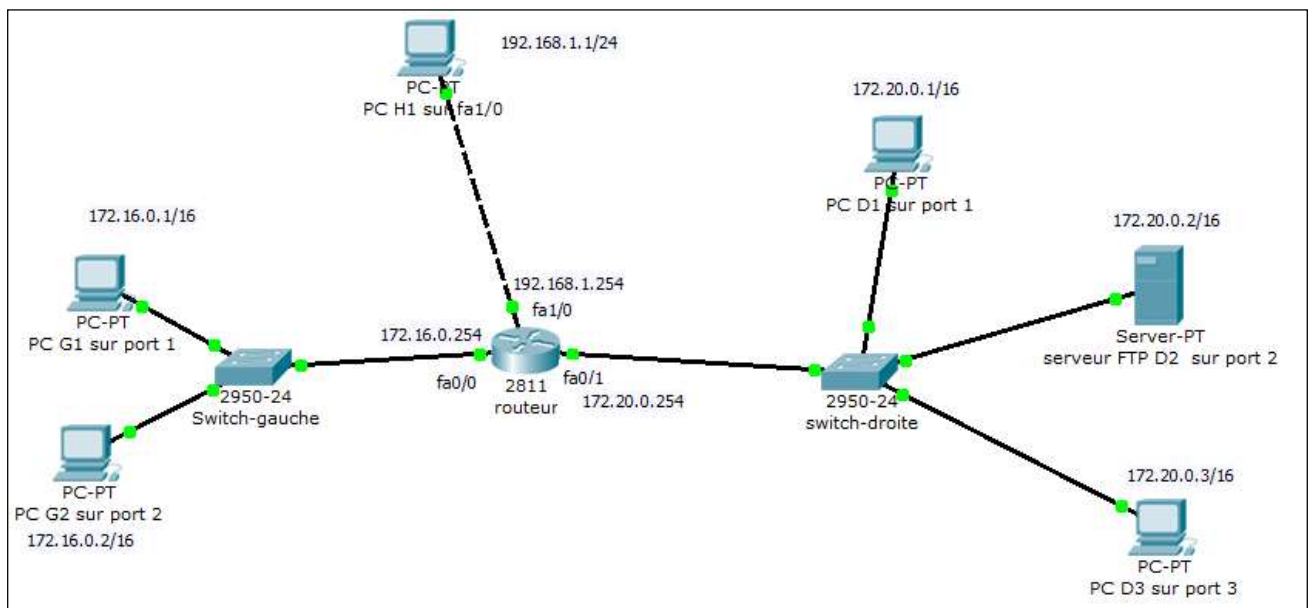 192.168.1.1/24
PC-PT
PC H1 sur fa1/0
172.20.0.1/16
PC-PT
PC D1 sur port 1
172.16.0.1/16
PC-PT
PC G1 sur port 1
172.20.0.2/16
Server-PT
serveur FTP D2 sur port 2
192.168.1.254
fa1/0
172.16.0.254
fa0/0
2811
routeur
fa0/1
172.20.0.254
2950-24
Switch-gauche
2950-24
switch-droite
PC-PT
PC G2 sur port 2
172.16.0.2/16
172.20.0.3/16
PC-PT
PC D3 sur port 3